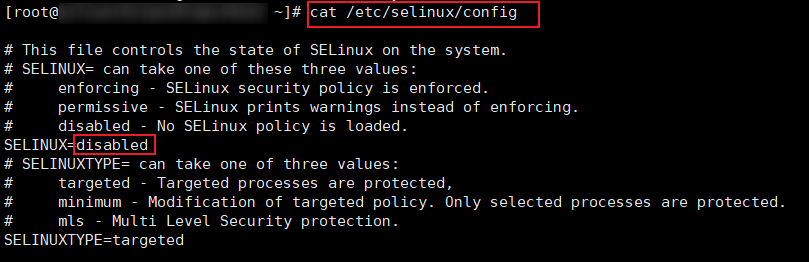 [root@ ~]# cat /etc/selinux/config
# This file controls the state of SELinux on the system.
# SELINUX= can take one of these three values:
#     enforcing - SELinux security policy is enforced.
#     permissive - SELinux prints warnings instead of enforcing.
#     disabled - No SELinux policy is loaded.
SELINUX=disabled
# SELINUXTYPE= can take one of three values:
#     targeted - Targeted processes are protected,
#     minimum - Modification of targeted policy. Only selected processes are protected.
#     mls - Multi Level Security protection.
SELINUXTYPE=targeted